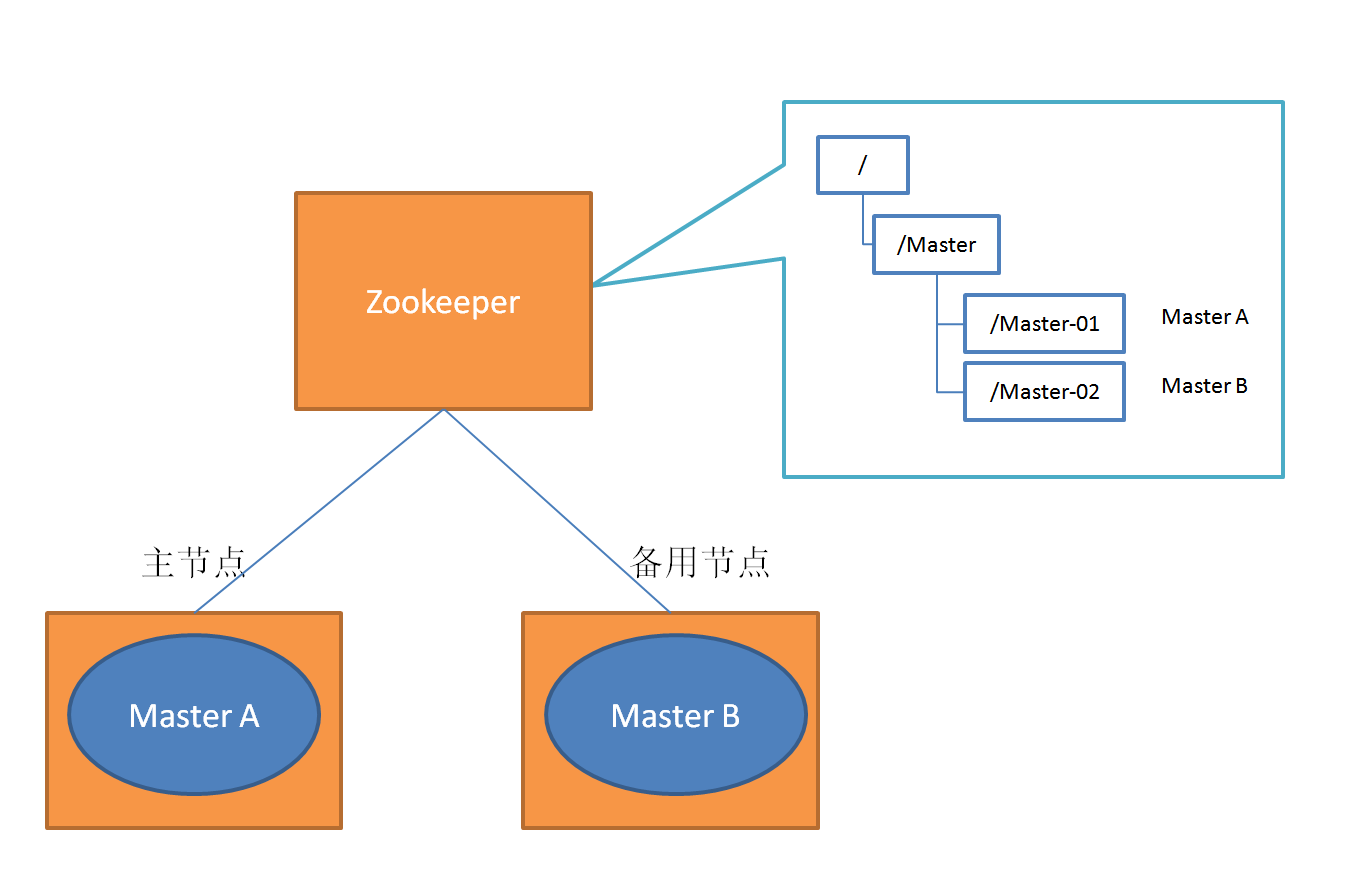 /
/Master
/Master-01
Master A
/Master-02
Master B
Zookeeper
主节点
备用节点
Master A
Master B